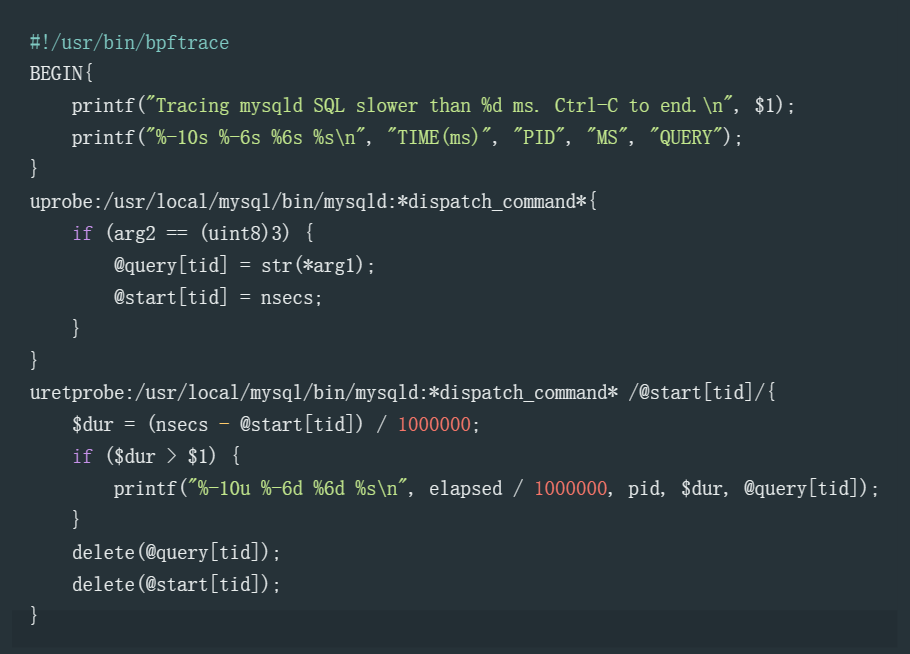 #!/usr/bin/bpftrace
BEGIN{
    printf("Tracing mysqld SQL slower than %d ms. Ctrl-C to end.\n", $1);
    printf("%-10s %-6s %6s %s\n", "TIME(ms)", "PID", "MS", "QUERY");
}
uprobe:/usr/local/mysql/bin/mysqld:*dispatch_command*{
    if (arg2 == (uint8)3) {
        @query[tid] = str(*arg1);
        @start[tid] = nsecs;
    }
}
uretprobe:/usr/local/mysql/bin/mysqld:*dispatch_command* /@start[tid]/{
    $dur = (nsecs - @start[tid]) / 1000000;
    if ($dur > $1) {
        printf("%-10u %-6d %6d %s\n", elapsed / 1000000, pid, $dur, @query[tid]);
    }
    delete(@query[tid]);
    delete(@start[tid]);
}